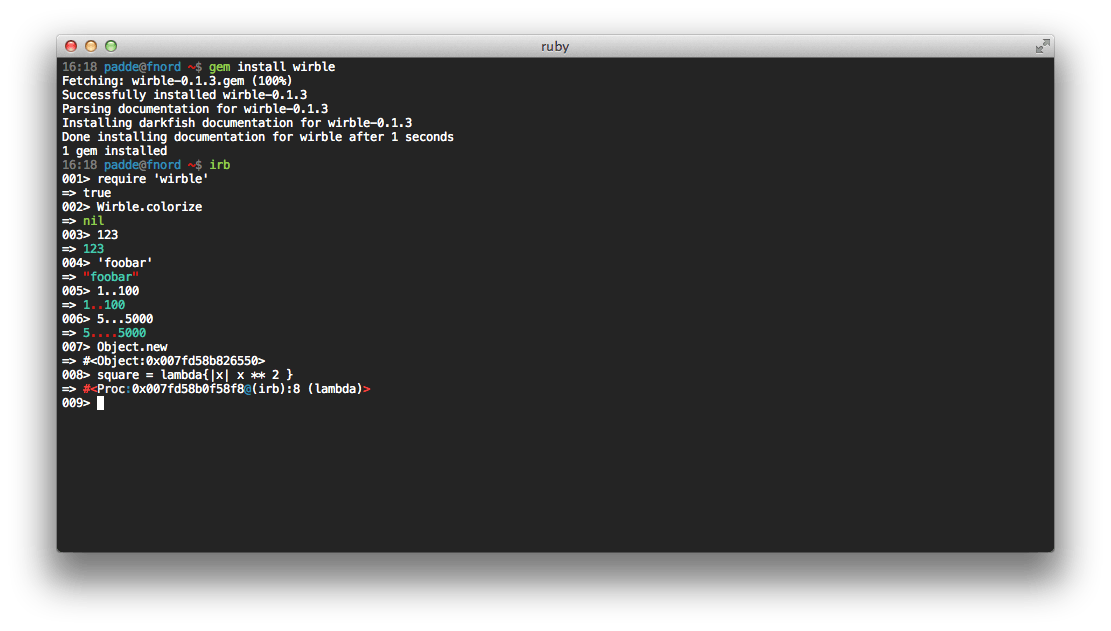 ruby
16:18 padde@fnord ~$ gem install wirble
Fetching: wirble-0.1.3.gem (100%)
Successfully installed wirble-0.1.3
Parsing documentation for wirble-0.1.3
Installing darkfish documentation for wirble-0.1.3
Done installing documentation for wirble after 1 seconds
1 gem installed
16:18 padde@fnord ~$ irb
001> require 'wirble'
=> true
002> Wirble.colorize
=> nil
003> 123
=> 123
004> 'foobar'
=> "foobar"
005> 1..100
=> 1..100
006> 5...5000
=> 5....5000
007> Object.new
=> #<Object:0x007fd58b826550>
008> square = lambda{|x| x ** 2 }
=> #<Proc:0x007fd58b0f58f8@(irb):8 (lambda)>
009>